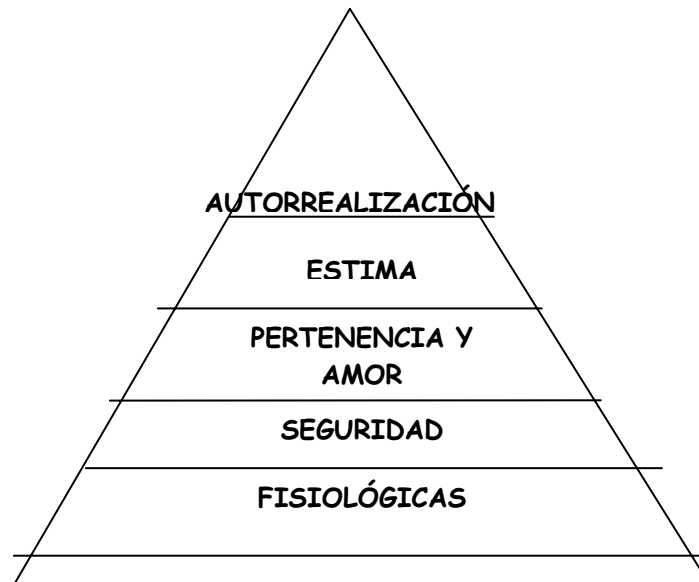 AUTORREALIZACIÓN
ESTIMA
PERTENENCIA Y
AMOR
SEGURIDAD
FISIOLÓGICAS